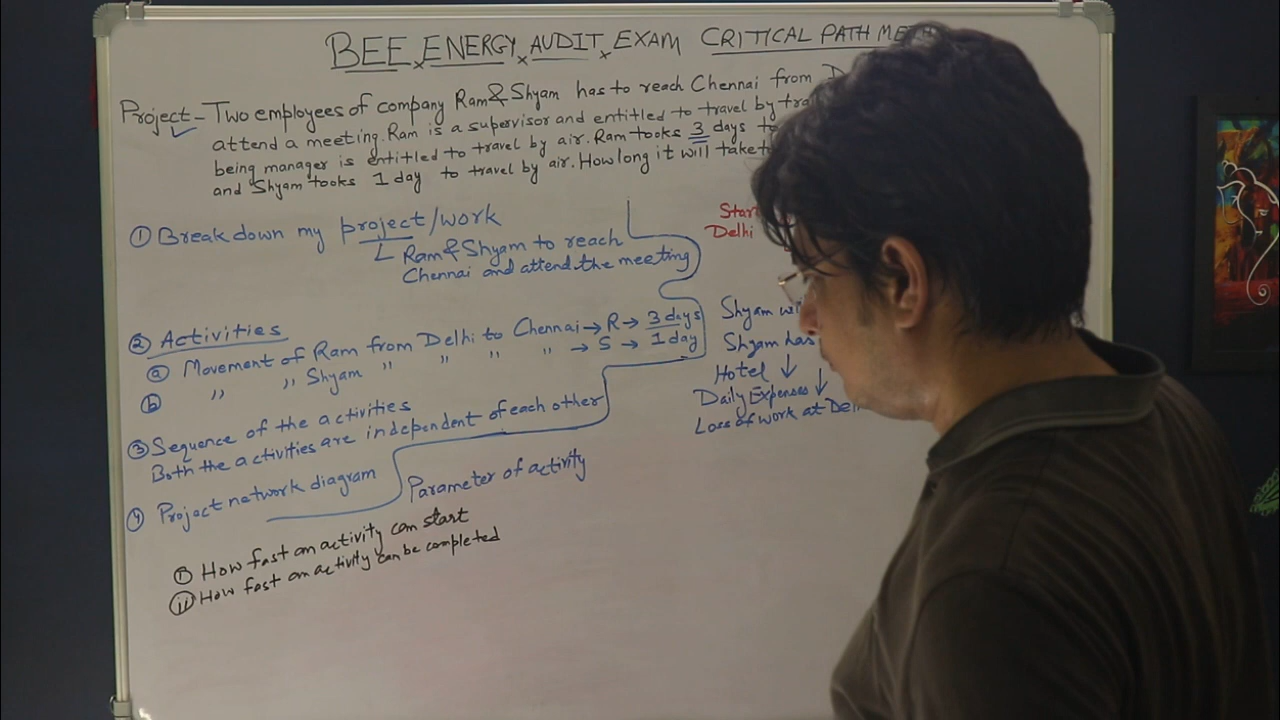 BEE ENERGY AUDIT EXAM CRITICAL PATH
Project - Two employees of company Ram & Shyam has to reach Chennai from
attend a meeting. Ram is a supervisor and entitled to travel by
being manager is entitled to travel by air. Ram tooks 3 days
and Shyam tooks 1 day to travel by air. How long it will take
① Break down my project/work
Ram & Shyam to reach
Chennai and attend the meeting
② Activities
ⓐ Movement of Ram from Delhi to Chennai → R → 3 days
ⓑ " " Shyam " " " " → S → 1 day
③ Sequence of the activities
Both the activities are independent of each other
④ Project network diagram
Parameter of activity
ⓘ How fast an activity can start
ⓘⓘ How fast an activity can be completed
Start
Delhi
Shyam
Shyam has
Hotel ↓
Daily Expenses ↓
Loss of work at